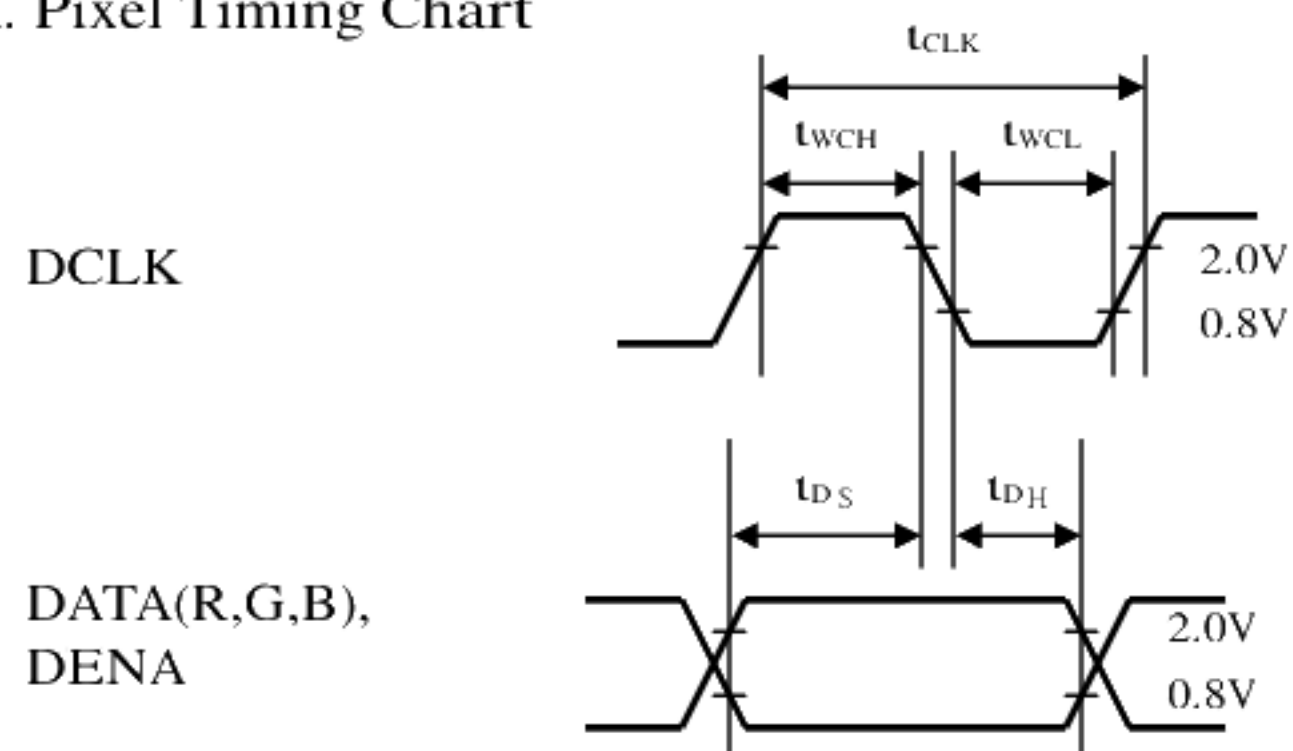 . Pixel Timing Chart
tCLK
tWCH
tWCL
DCLK
2.0V
0.8V
tDS
tDH
DATA(R,G,B),
DENA
2.0V
0.8V